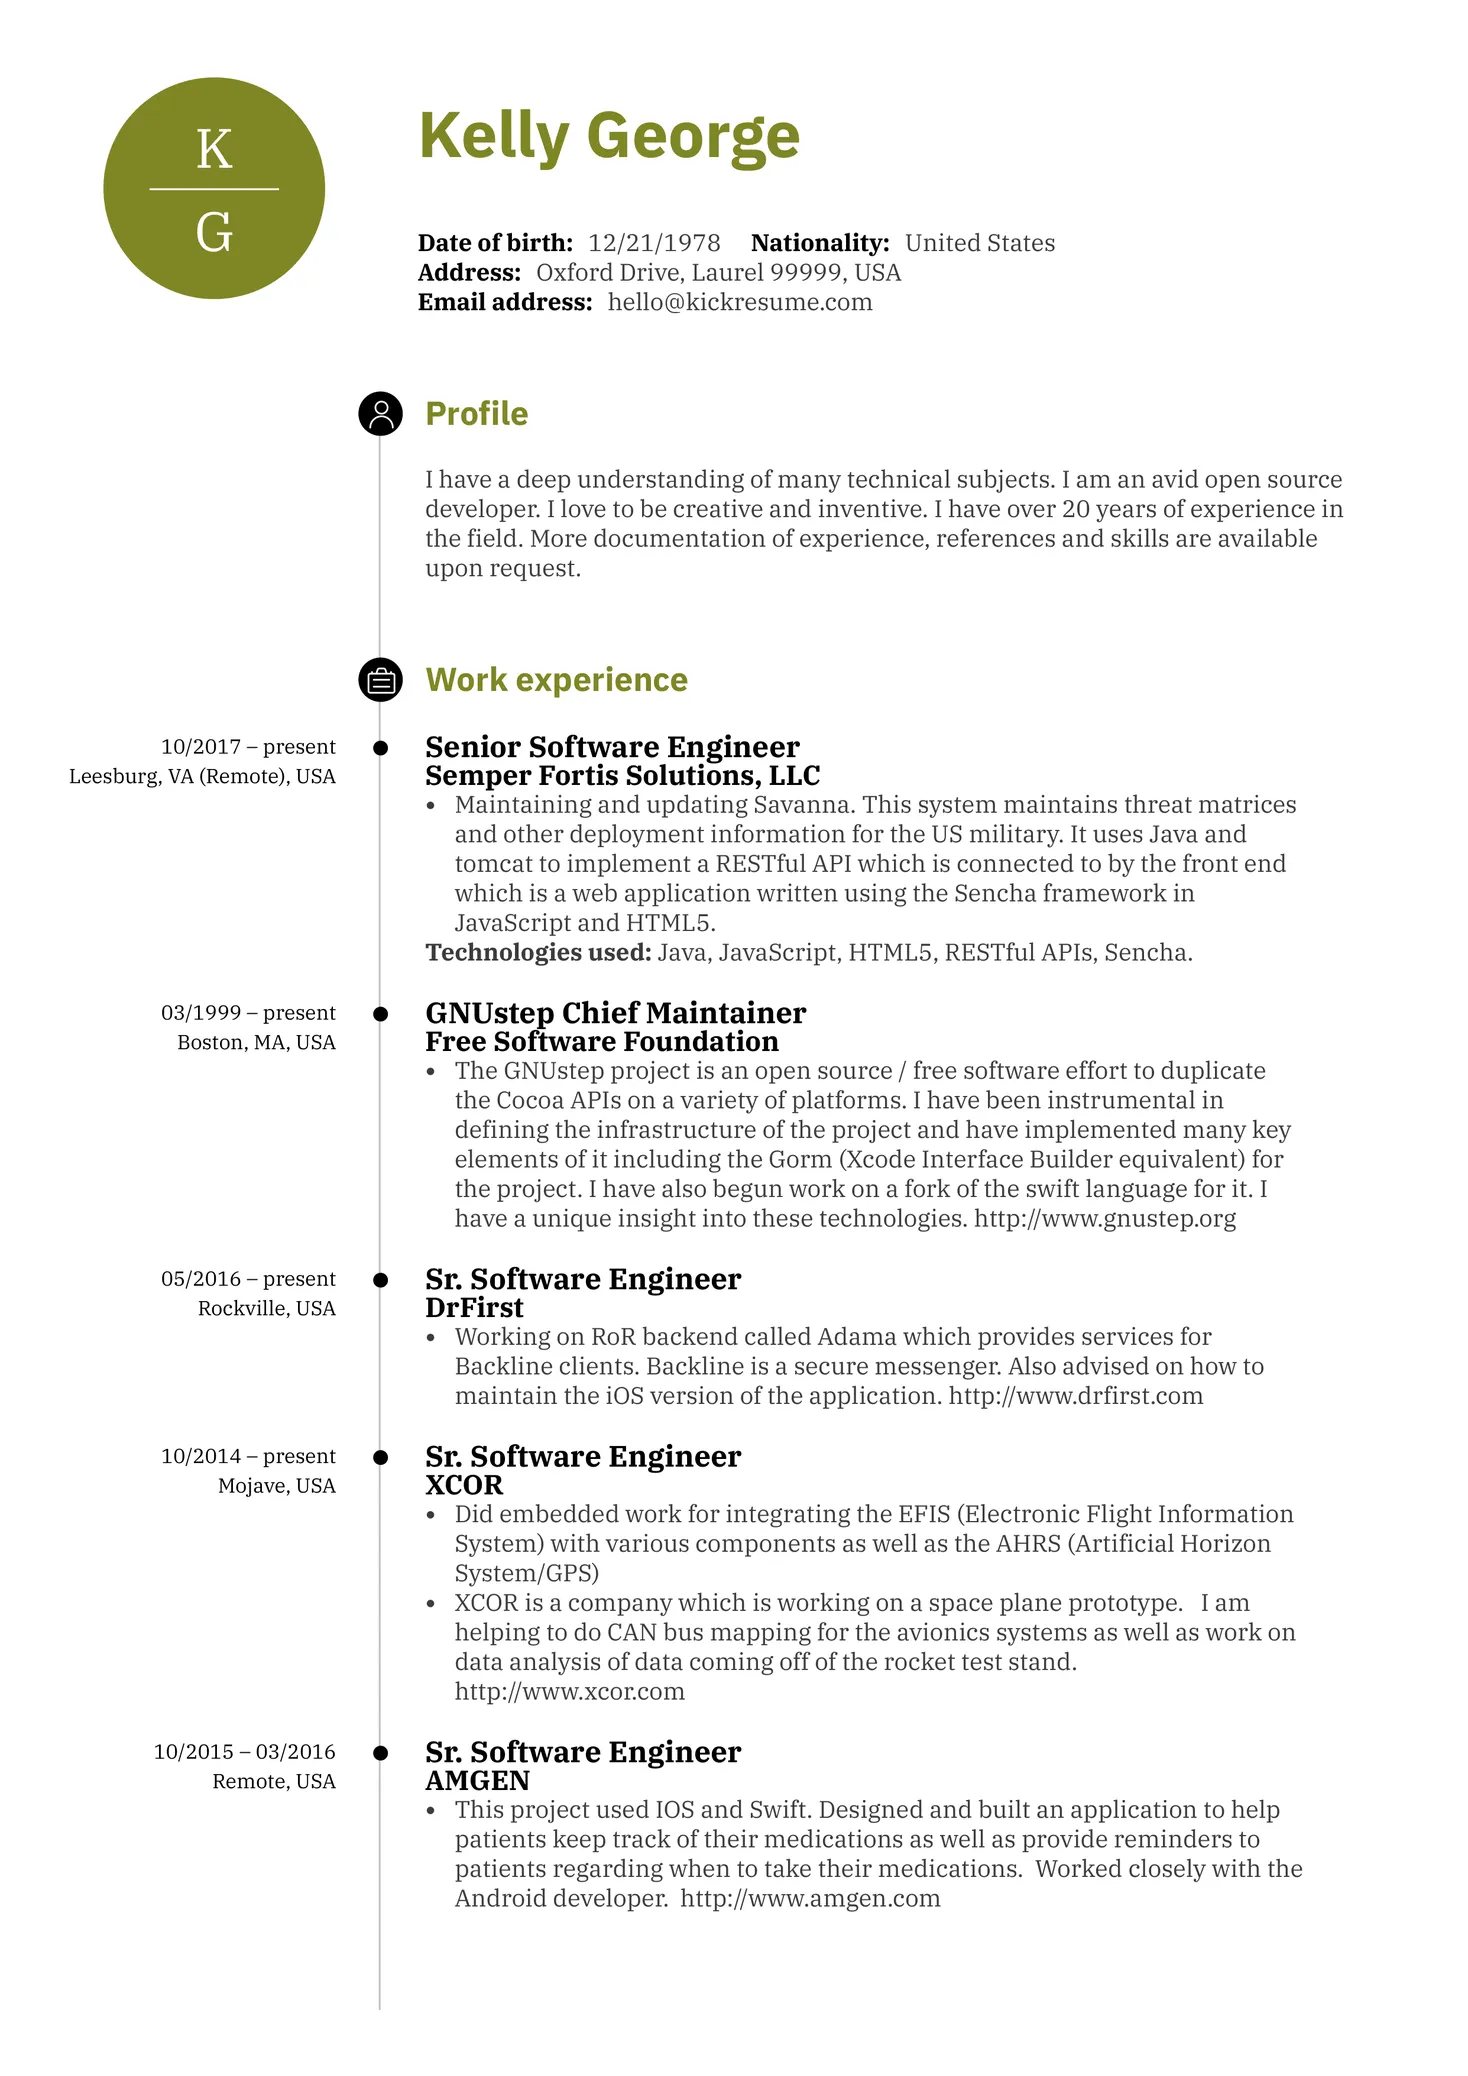 K
G
Kelly George
Date of birth: 12/21/1978 Nationality: United States
Address: Oxford Drive, Laurel 99999, USA
Email address: hello@kickresume.com
Profile
I have a deep understanding of many technical subjects. I am an avid open source
developer. I love to be creative and inventive. I have over 20 years of experience in
the field. More documentation of experience, references and skills are available
upon request.
Work experience
10/2017 – present
Leesburg, VA (Remote), USA
Senior Software Engineer
Semper Fortis Solutions, LLC
• Maintaining and updating Savanna. This system maintains threat matrices
and other deployment information for the US military. It uses Java and
tomcat to implement a RESTful API which is connected to by the front end
which is a web application written using the Sencha framework in
JavaScript and HTML5.
Technologies used: Java, JavaScript, HTML5, RESTful APIs, Sencha.
03/1999 – present
Boston, MA, USA
GNUstep Chief Maintainer
Free Software Foundation
• The GNUstep project is an open source / free software effort to duplicate
the Cocoa APIs on a variety of platforms. I have been instrumental in
defining the infrastructure of the project and have implemented many key
elements of it including the Gorm (Xcode Interface Builder equivalent) for
the project. I have also begun work on a fork of the swift language for it. I
have a unique insight into these technologies. http://www.gnustep.org
05/2016 – present
Rockville, USA
Sr. Software Engineer
DrFirst
• Working on RoR backend called Adama which provides services for
Backline clients. Backline is a secure messenger. Also advised on how to
maintain the iOS version of the application. http://www.drfirst.com
10/2014 – present
Mojave, USA
Sr. Software Engineer
XCOR
• Did embedded work for integrating the EFIS (Electronic Flight Information
System) with various components as well as the AHRS (Artificial Horizon
System/GPS)
• XCOR is a company which is working on a space plane prototype. I am
helping to do CAN bus mapping for the avionics systems as well as work on
data analysis of data coming off of the rocket test stand.
http://www.xcor.com
10/2015 – 03/2016
Remote, USA
Sr. Software Engineer
AMGEN
• This project used IOS and Swift. Designed and built an application to help
patients keep track of their medications as well as provide reminders to
patients regarding when to take their medications. Worked closely with the
Android developer. http://www.amgen.com